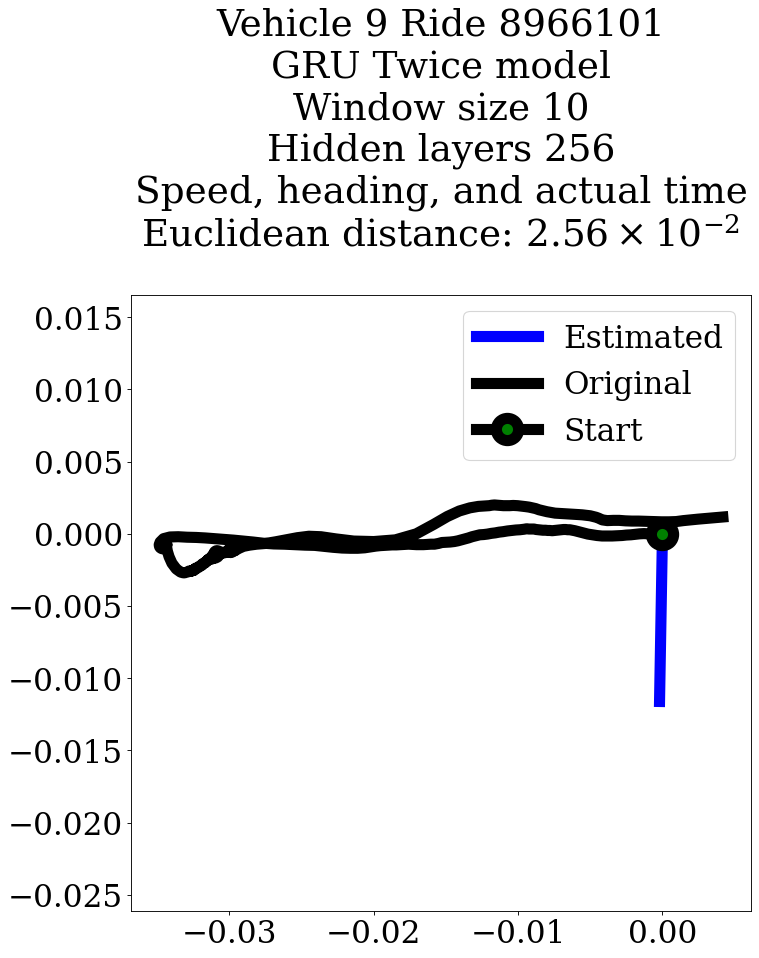 Vehicle 9 Ride 8966101
GRU Twice model
Window size 10
Hidden layers 256
Speed, heading, and actual time
Euclidean distance: 2.56 × 10⁻²
Estimated
Original
Start
0.015
0.010
0.005
0.000
−0.005
−0.010
−0.015
−0.020
−0.025
−0.03 −0.02 −0.01 0.00